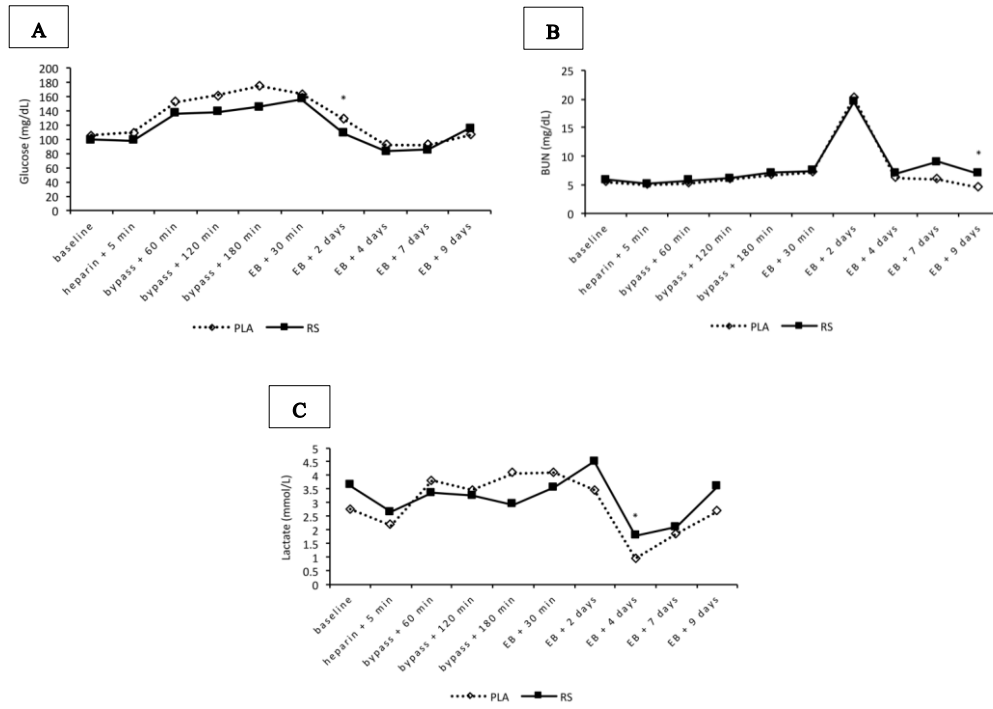 A
Glucose (mg/dL)
200
180
160
140
120
100
80
60
40
20
0
*
baseline
heparin + 5 min
bypass + 60 min
bypass + 120 min
bypass + 180 min
EB + 30 min
EB + 2 days
EB + 4 days
EB + 7 days
EB + 9 days
PLA RS
B
BUN (mg/dL)
25
20
15
10
5
0
*
baseline
heparin + 5 min
bypass + 60 min
bypass + 120 min
bypass + 180 min
EB + 30 min
EB + 2 days
EB + 4 days
EB + 7 days
EB + 9 days
PLA RS
C
Lactate (mmol/L)
5
4.5
4
3.5
3
2.5
2
1.5
1
0.5
0
*
baseline
heparin + 5 min
bypass + 60 min
bypass + 120 min
bypass + 180 min
EB + 30 min
EB + 2 days
EB + 4 days
EB + 7 days
EB + 9 days
PLA RS